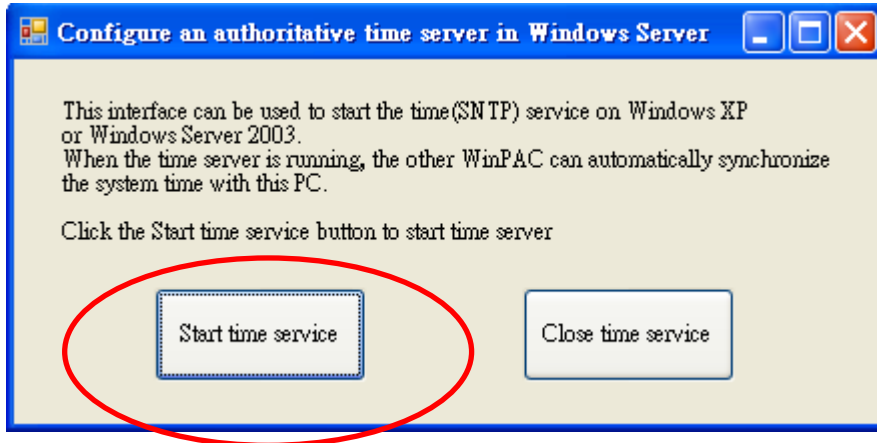 Configure an authoritative time server in Windows Server
This interface can be used to start the time(SNTP) service on Windows XP
or Windows Server 2003.
When the time server is running, the other WinPAC can automatically synchronize
the system time with this PC.
Click the Start time service button to start time server
Start time service
Close time service